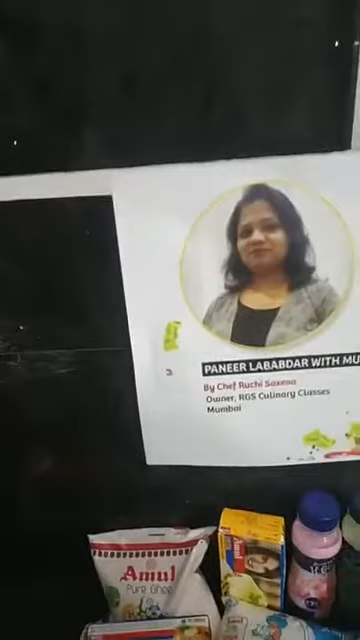 PANEER LABABDAR WITH MU
By Chef Ruchi Saxena
Owner, RGS Culinary Classes
Mumbai
Amul
Pure Ghee